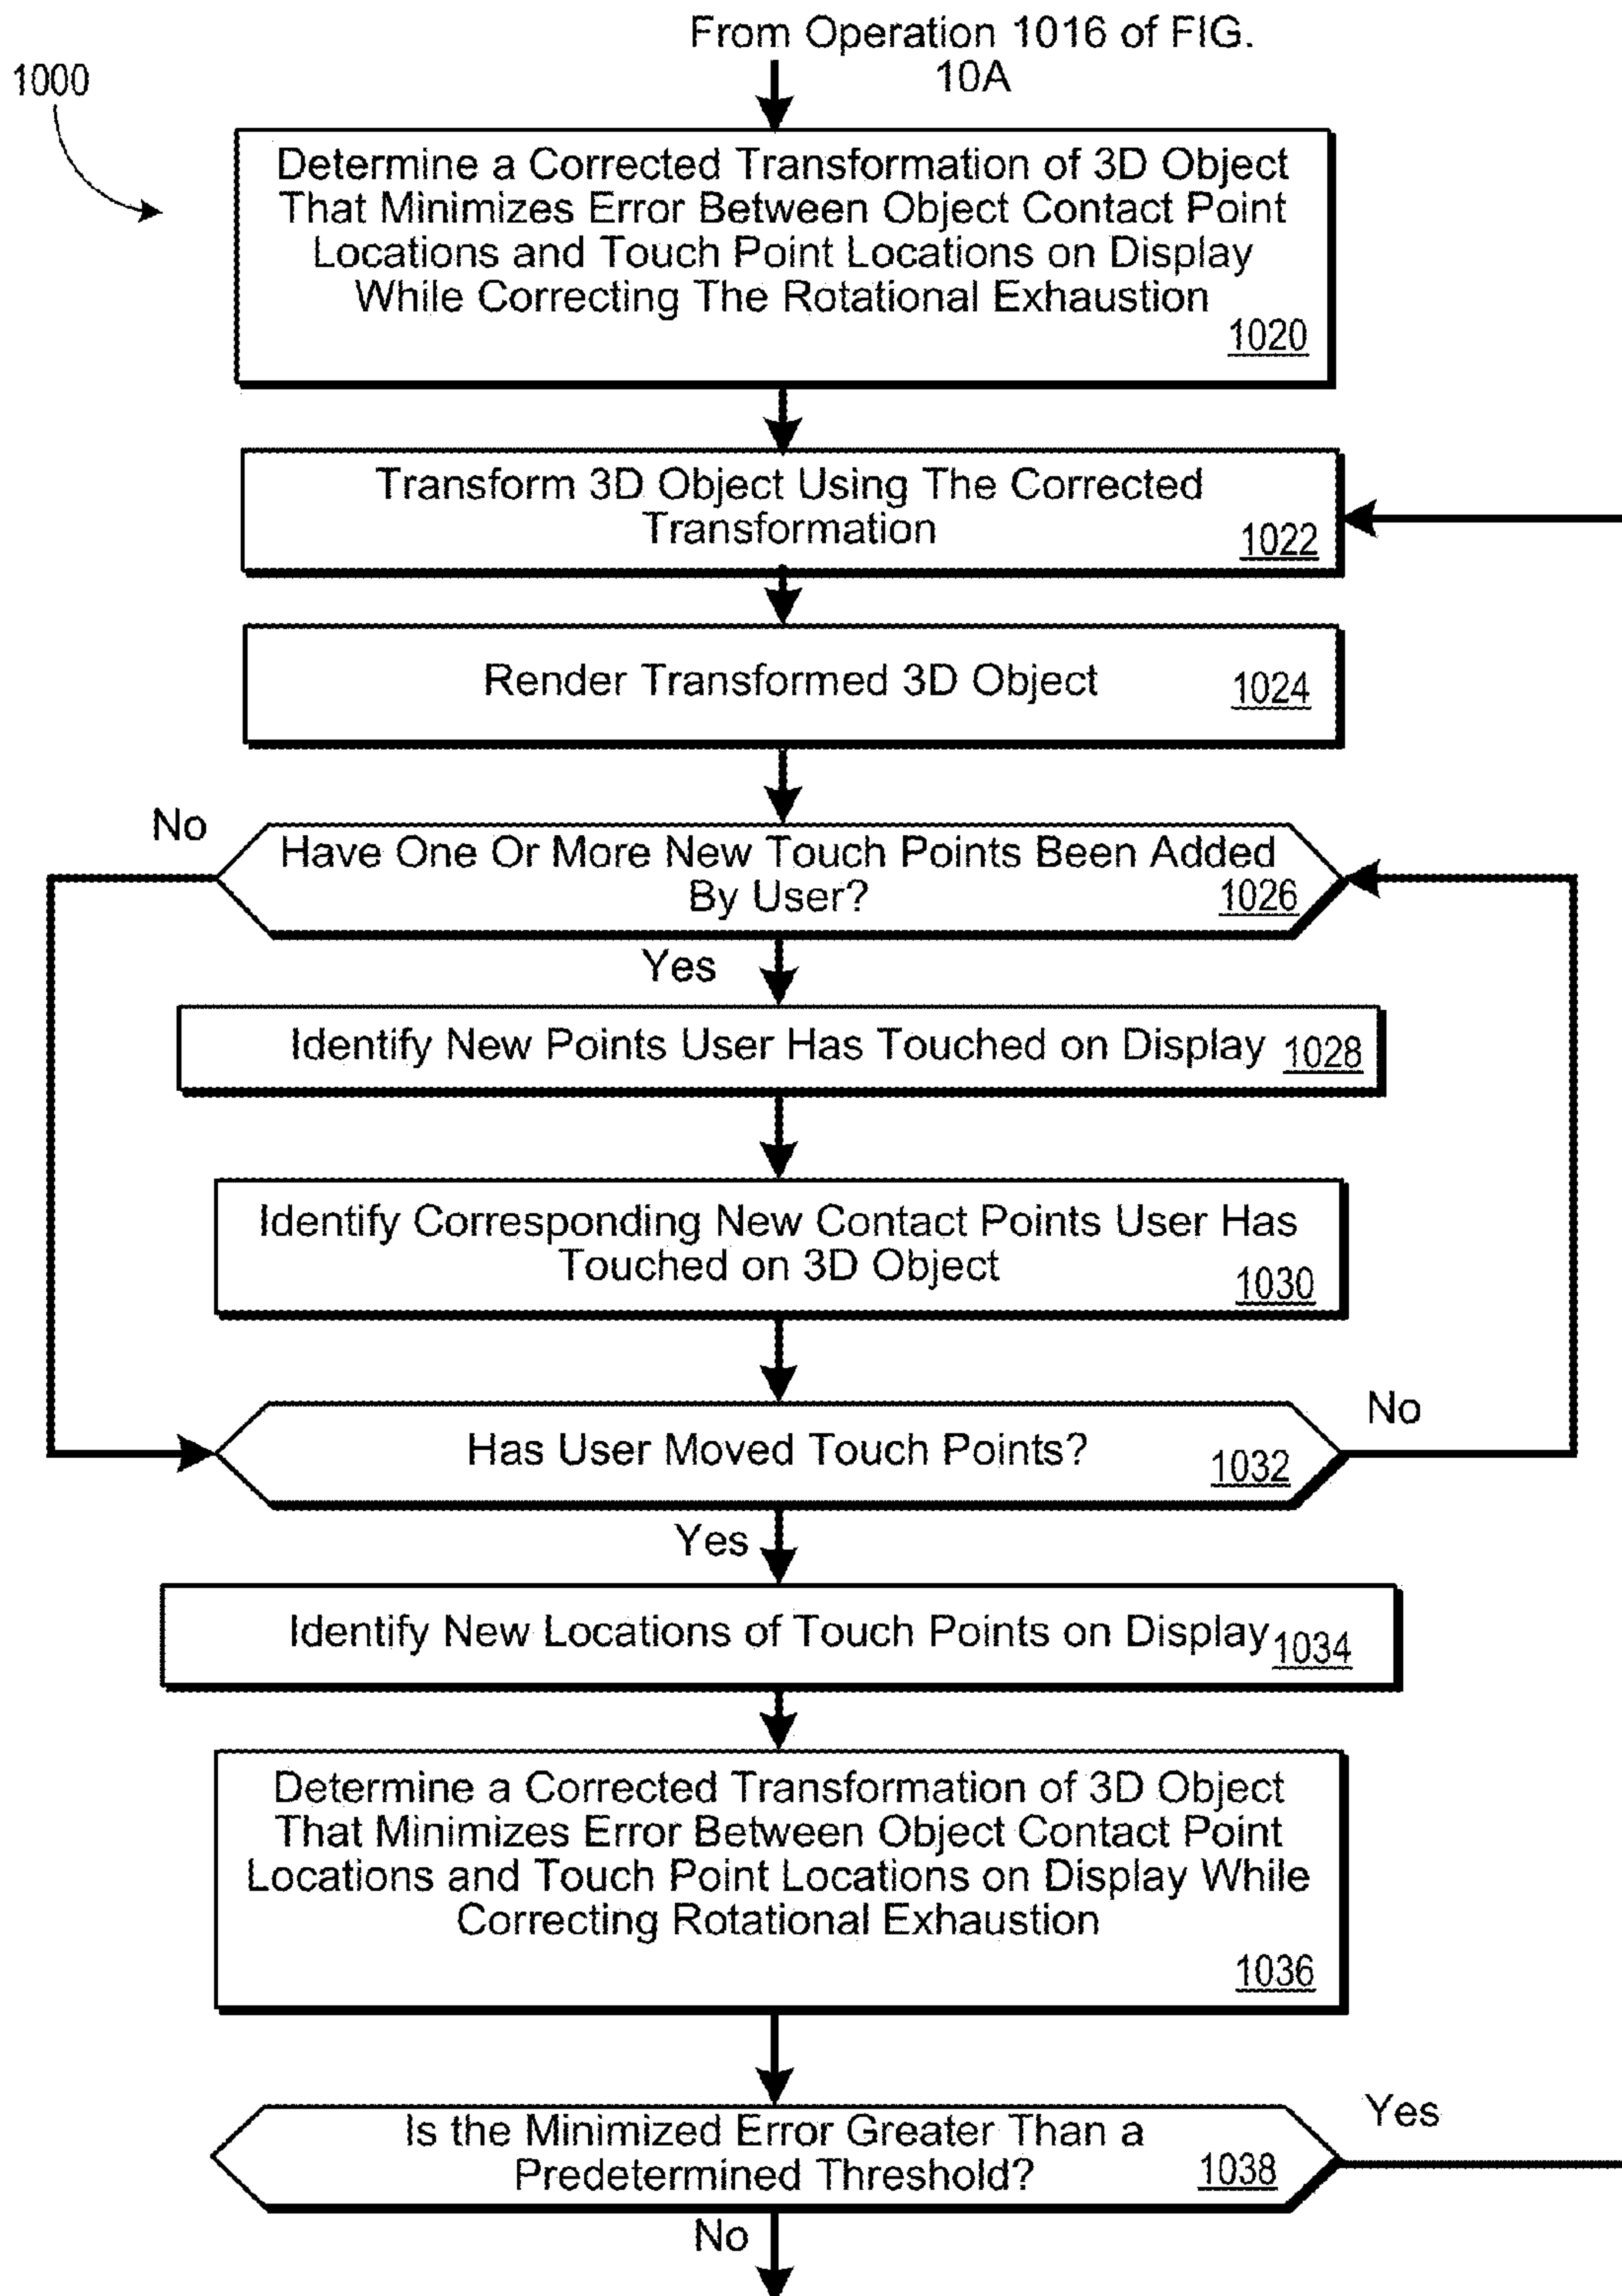 From Operation 1016 of FIG.
10A
1000
Determine a Corrected Transformation of 3D Object
That Minimizes Error Between Object Contact Point
Locations and Touch Point Locations on Display
While Correcting The Rotational Exhaustion
1020
Transform 3D Object Using The Corrected
Transformation
1022
Render Transformed 3D Object
1024
No
Have One Or More New Touch Points Been Added
By User?
1026
Yes
Identify New Points User Has Touched on Display 1028
Identify Corresponding New Contact Points User Has
Touched on 3D Object
1030
No
Has User Moved Touch Points?
1032
Yes
Identify New Locations of Touch Points on Display 1034
Determine a Corrected Transformation of 3D Object
That Minimizes Error Between Object Contact Point
Locations and Touch Point Locations on Display While
Correcting Rotational Exhaustion
1036
Yes
Is the Minimized Error Greater Than a
Predetermined Threshold?
1038
No